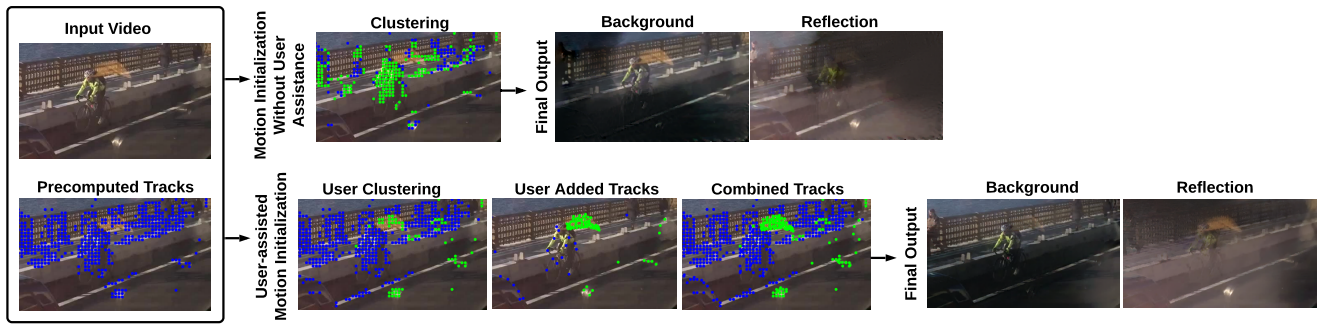 Input Video
Precomputed Tracks
Motion Initialization
Without User
Assistance
Clustering
Final Output
Background
Reflection
User-assisted
Motion Initialization
User Clustering
User Added Tracks
Combined Tracks
Final Output
Background
Reflection